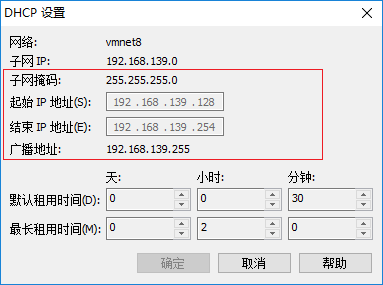 DHCP 设置
网络: vmnet8
子网 IP: 192.168.139.0
子网掩码: 255.255.255.0
起始 IP 地址(S): 192 .168 .139 .128
结束 IP 地址(E): 192 .168 .139 .254
广播地址: 192.168.139.255
天: 小时: 分钟:
默认租用时间(D): 0 0 30
最长租用时间(M): 0 2 0
确定 取消 帮助